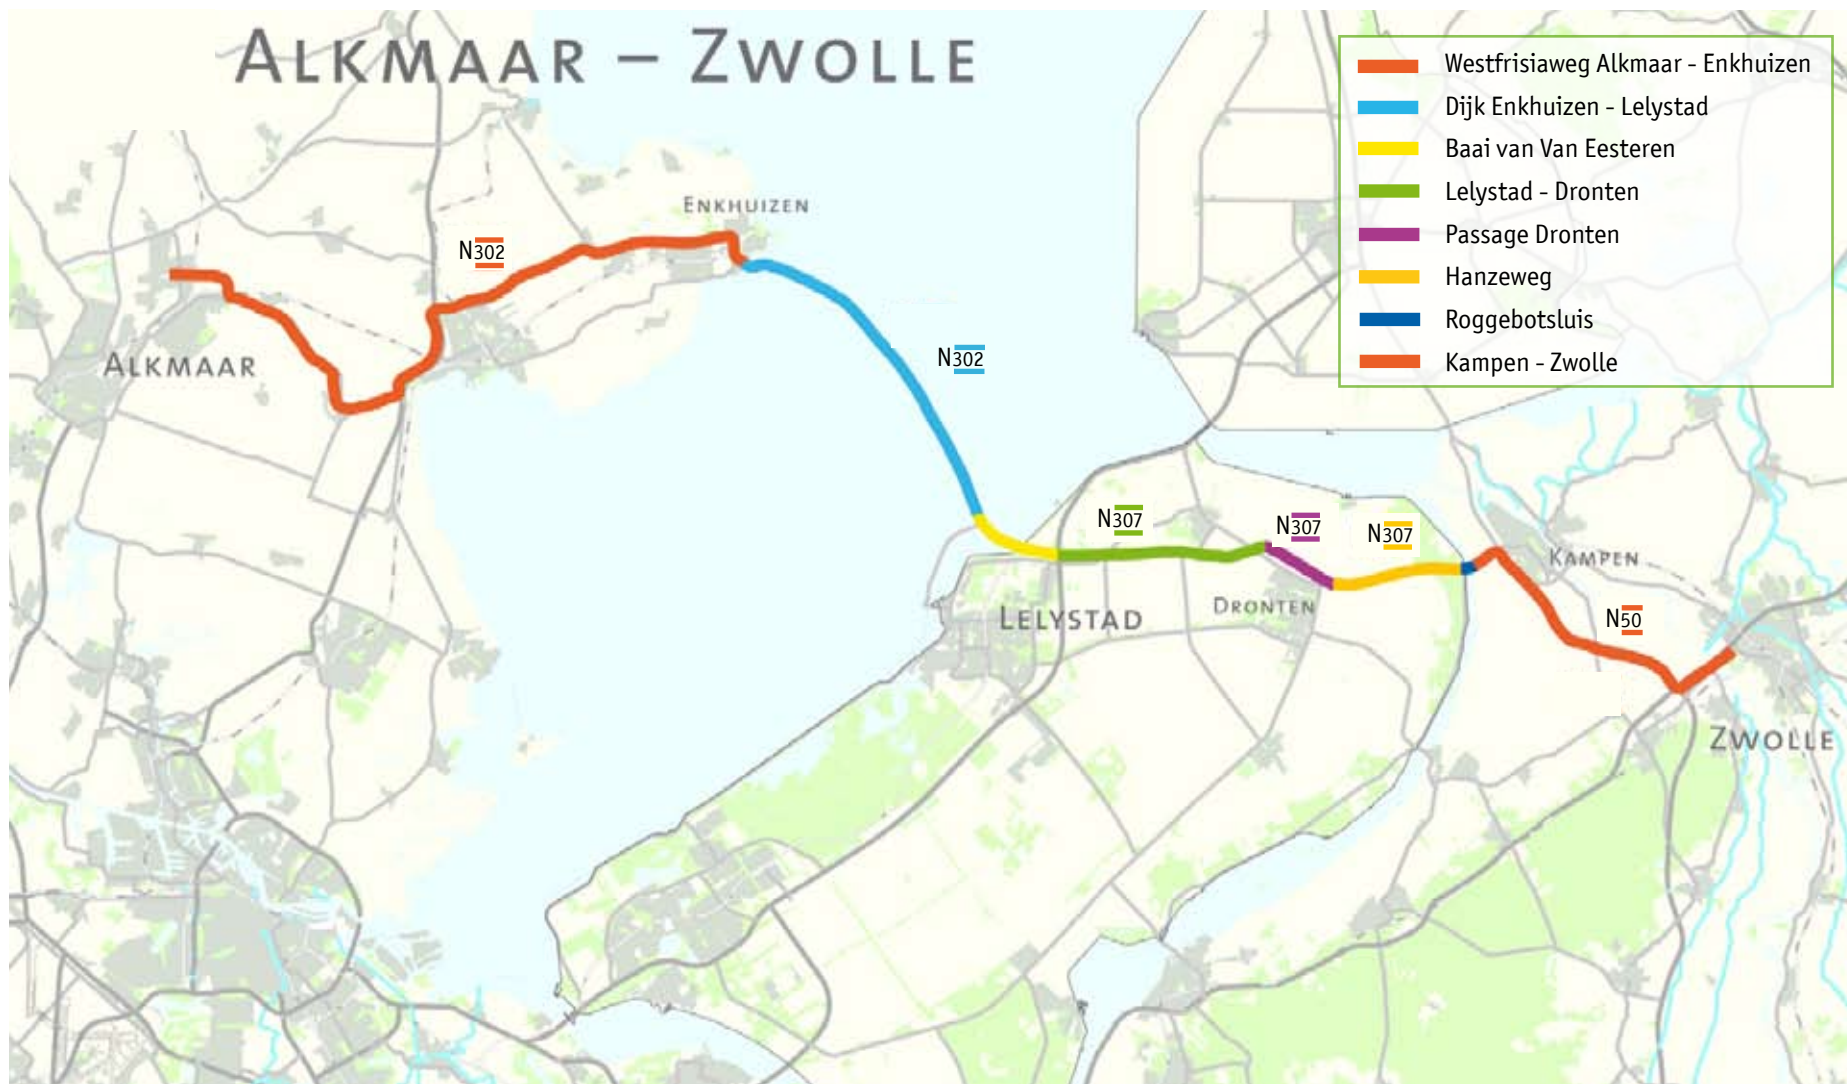 ALKMAAR – ZWOLLE
Westfrisiaweg Alkmaar - Enkhuizen
Dijk Enkhuizen - Lelystad
Baai van Van Eesteren
Lelystad - Dronten
Passage Dronten
Hanzeweg
Roggebotsluis
Kampen - Zwolle
ENKHUIZEN
N302
ALKMAAR
N302
N307
N307
N307
KAMPEN
DRONTEN
LELYSTAD
N50
ZWOLLE